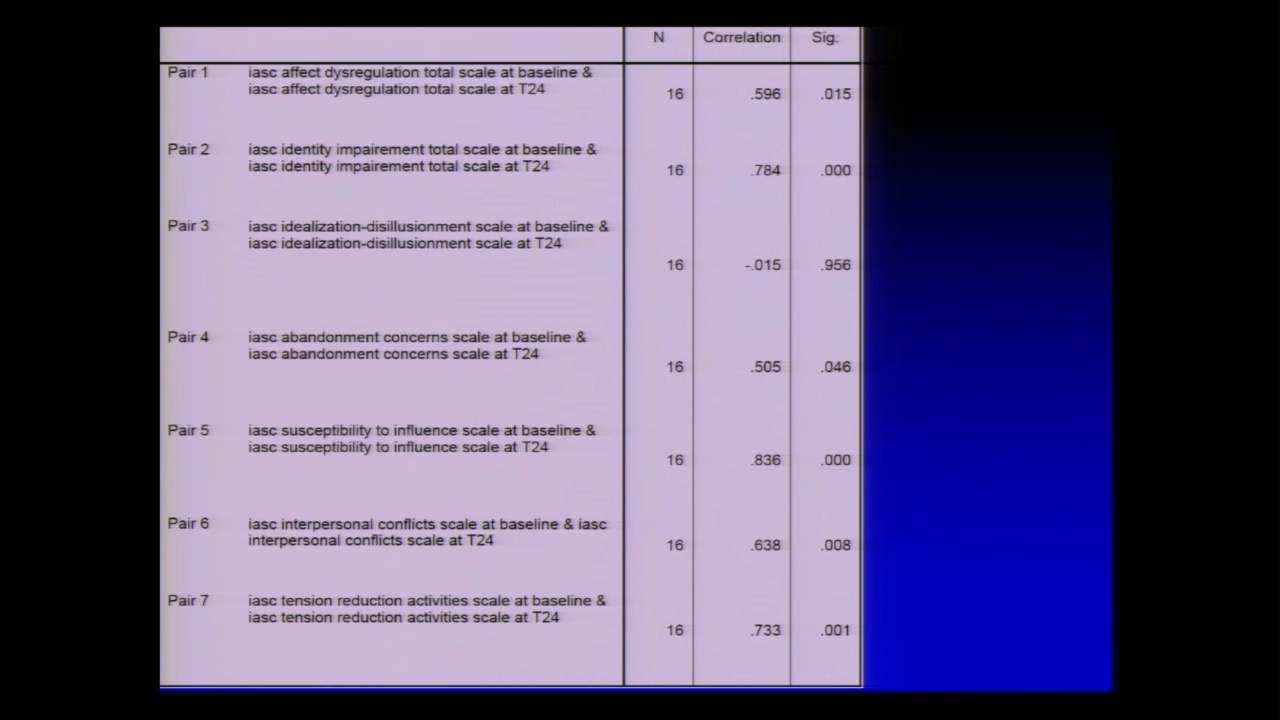 N Correlation Sig.
Pair 1 iasc affect dysregulation total scale at baseline &
iasc affect dysregulation total scale at T24
16 .596 .015
Pair 2 iasc identity impairement total scale at baseline &
iasc identity impairement total scale at T24
16 .784 .000
Pair 3 iasc idealization-disillusionment scale at baseline &
iasc idealization-disillusionment scale at T24
16 -.015 .956
Pair 4 iasc abandonment concerns scale at baseline &
iasc abandonment concerns scale at T24
16 .505 .046
Pair 5 iasc susceptibility to influence scale at baseline &
iasc susceptibility to influence scale at T24
16 .836 .000
Pair 6 iasc interpersonal conflicts scale at baseline & iasc
interpersonal conflicts scale at T24
16 .638 .008
Pair 7 iasc tension reduction activities scale at baseline &
iasc tension reduction activities scale at T24
16 .733 .001